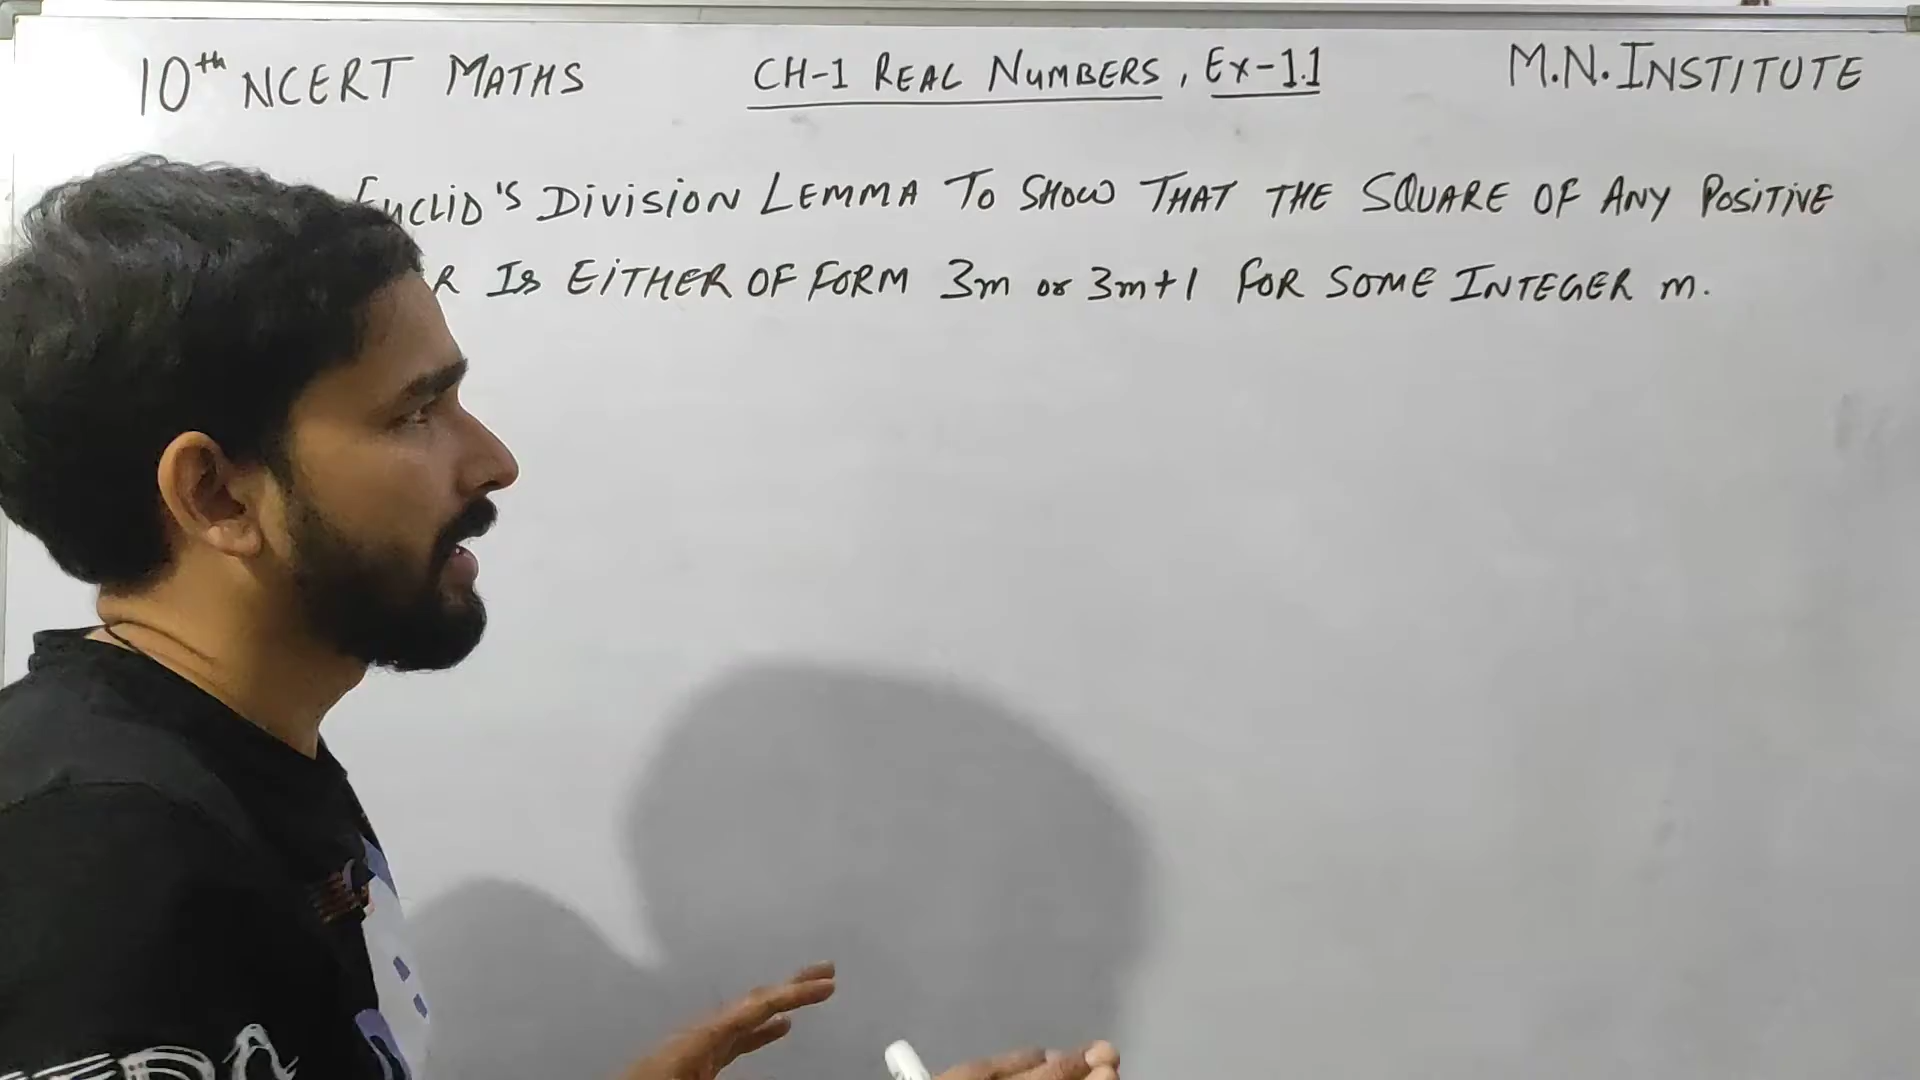 10th NCERT MATHS CH-1 REAL NUMBERS, Ex-1.1 M.N. INSTITUTE
EUCLID'S DIVISION LEMMA TO SHOW THAT THE SQUARE OF ANY POSITIVE
IS EITHER OF FORM 3m or 3m+1 FOR SOME INTEGER m.